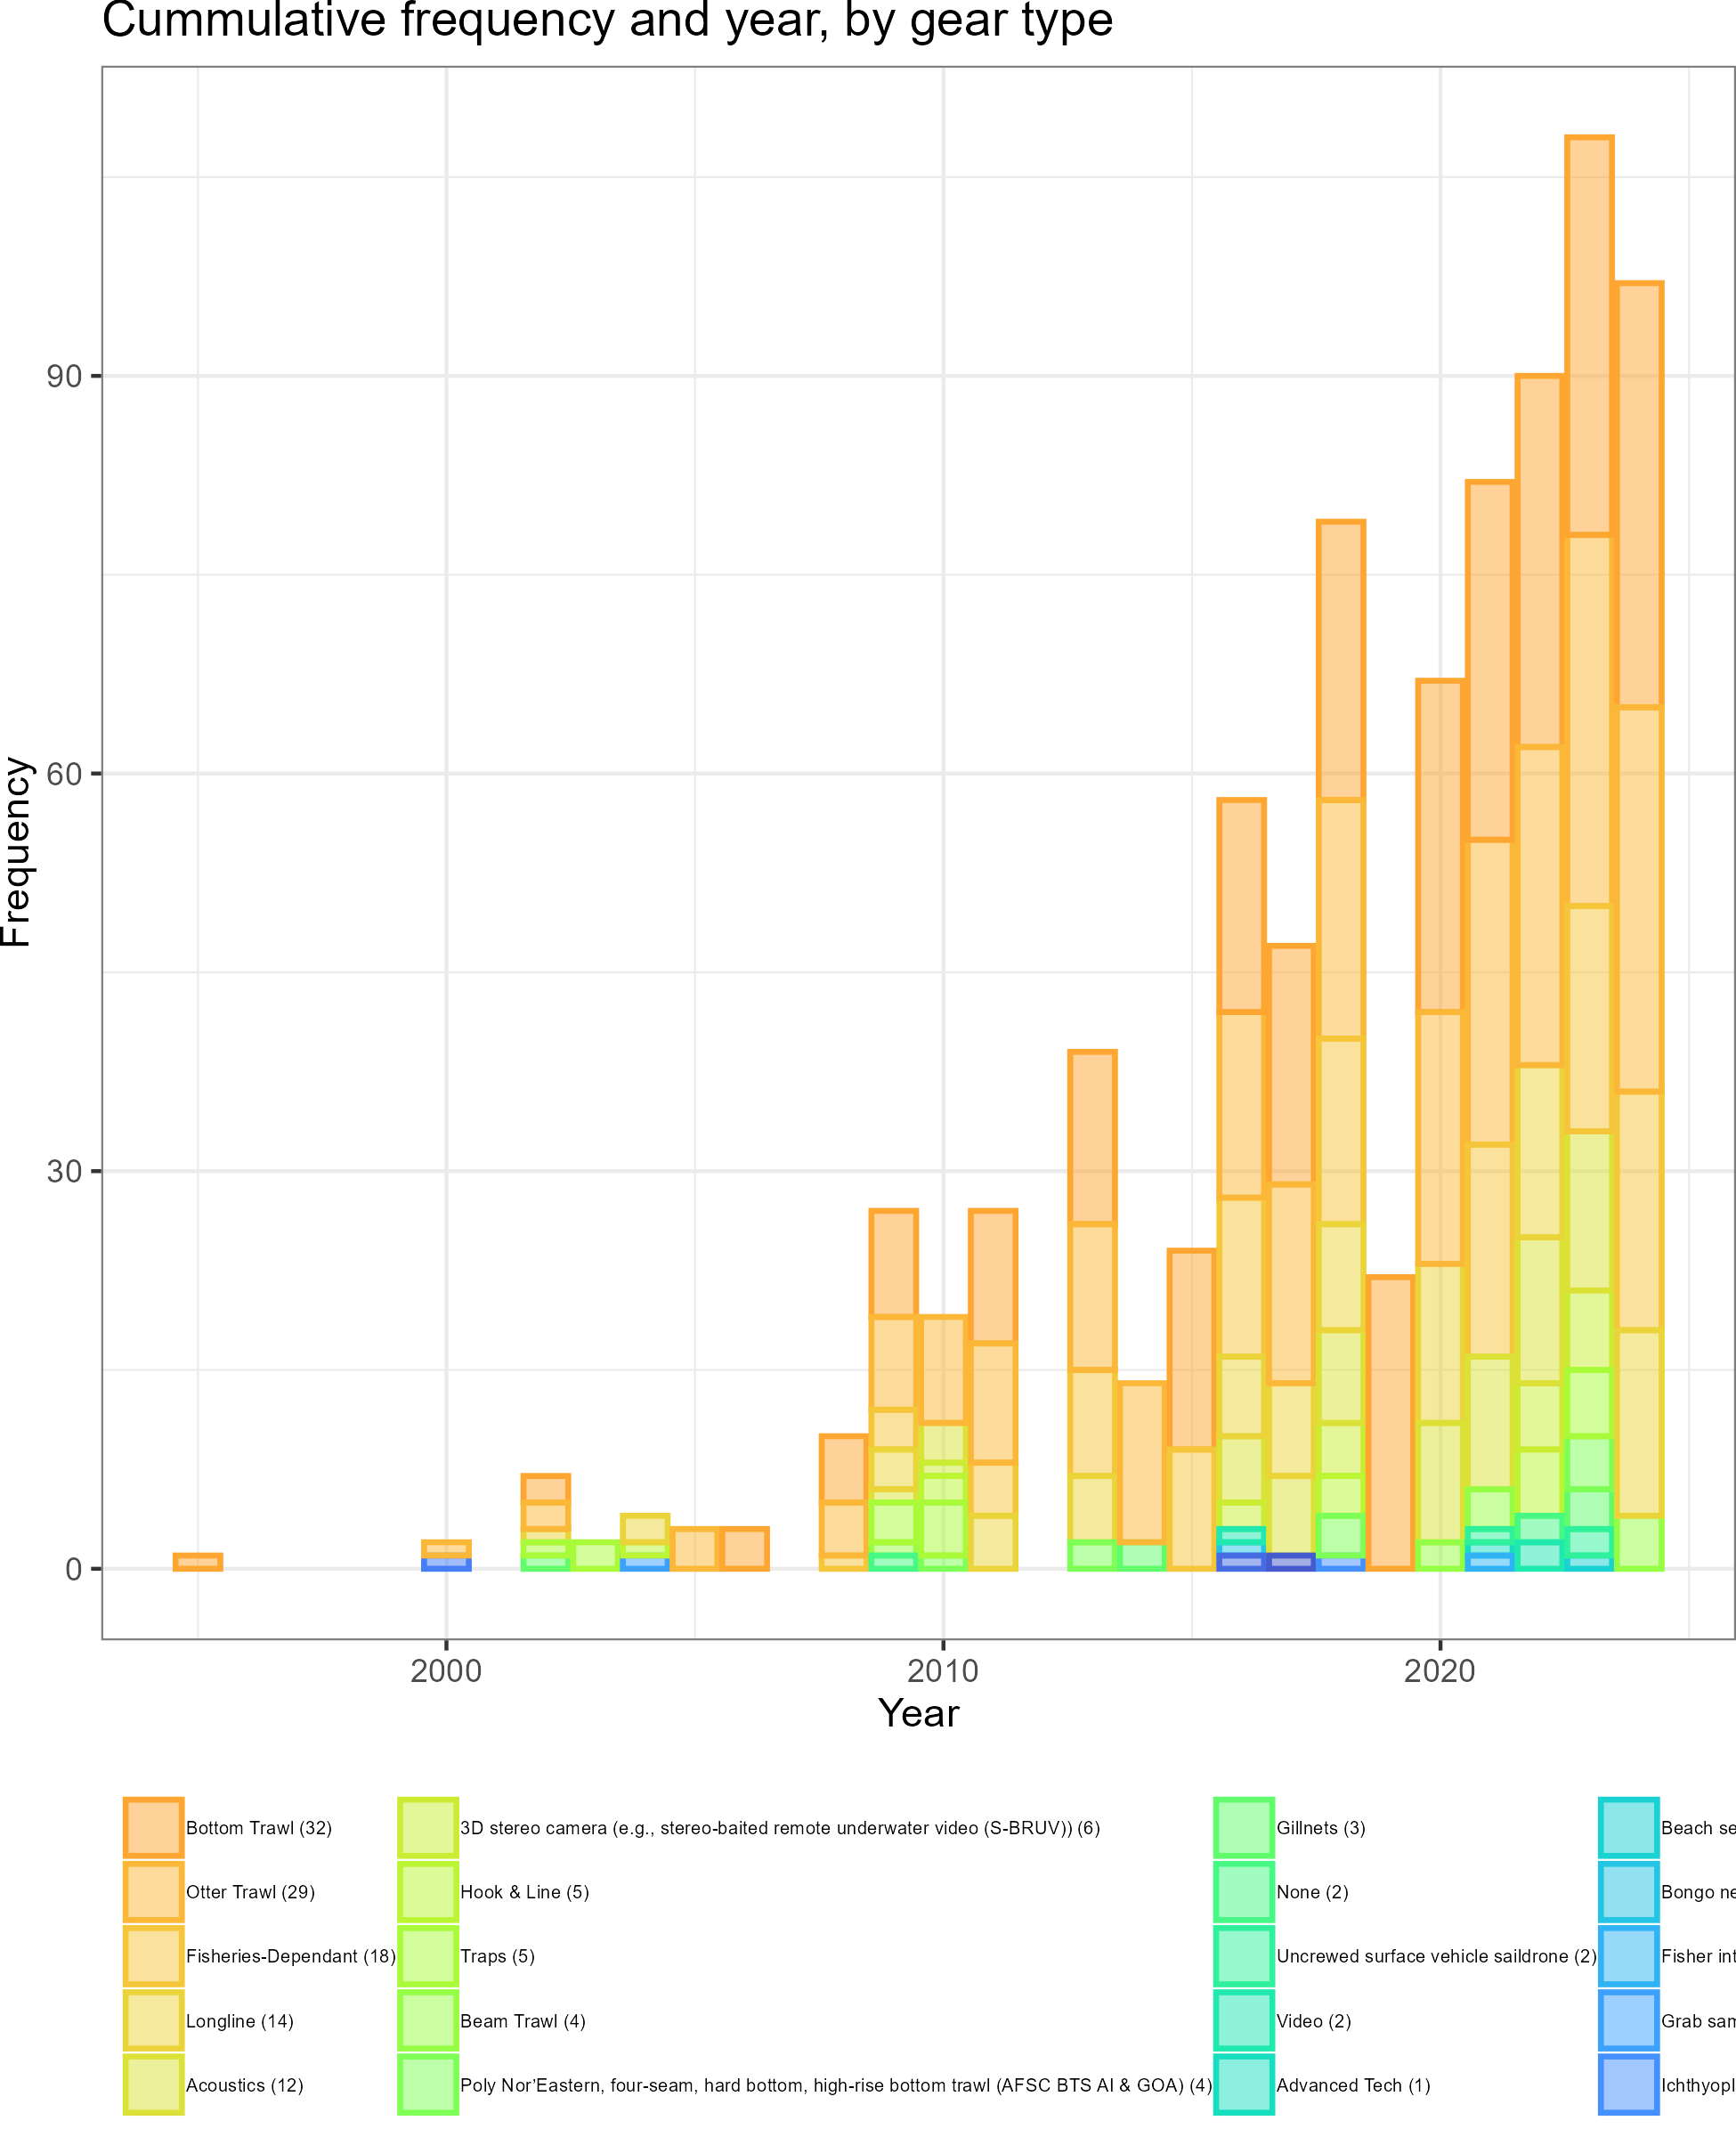 Cummulative frequency and year, by gear type
Frequency
90
60
30
0
2000 2010 2020
Year
Bottom Trawl (32)
Otter Trawl (29)
Fisheries-Dependant (18)
Longline (14)
Acoustics (12)
3D stereo camera (e.g., stereo-baited remote underwater video (S-BRUV)) (6)
Hook & Line (5)
Traps (5)
Beam Trawl (4)
Poly Nor’Eastern, four-seam, hard bottom, high-rise bottom trawl (AFSC BTS AI & GOA) (4)
Gillnets (3)
None (2)
Uncrewed surface vehicle saildrone (2)
Video (2)
Advanced Tech (1)
Beach
Bongo
Fisher
Grab